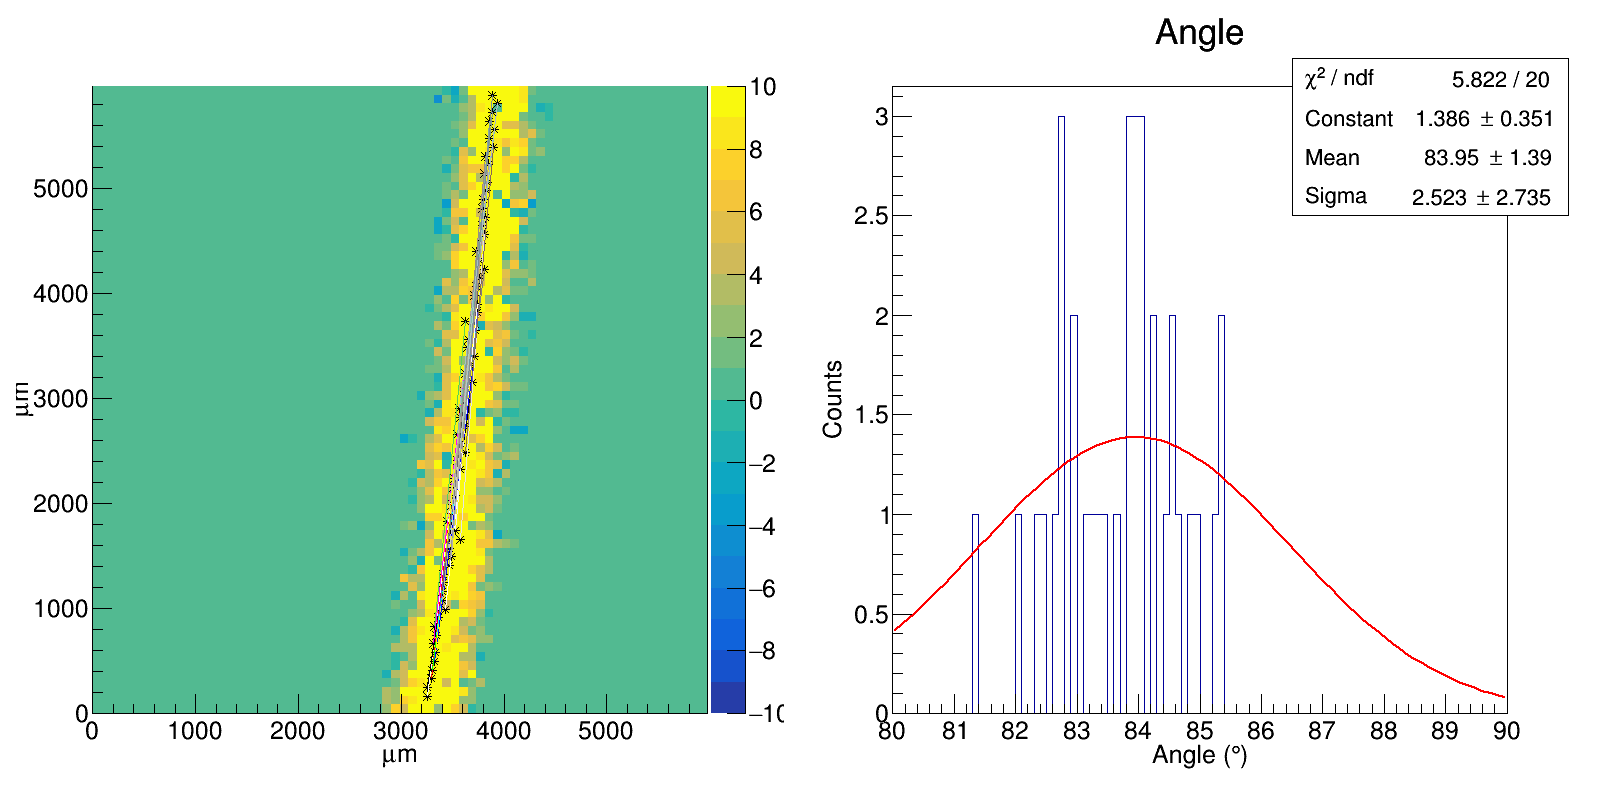 Angle
χ² / ndf 5.822 / 20
Constant 1.386 ± 0.351
Mean 83.95 ± 1.39
Sigma 2.523 ± 2.735
10
8
6
4
2
0
−2
−4
−6
−8
−10
5000
4000
3000
2000
1000
0
μm
0 1000 2000 3000 4000 5000
μm
3
2.5
2
1.5
1
0.5
0
Counts
80 81 82 83 84 85 86 87 88 89 90
Angle (°)